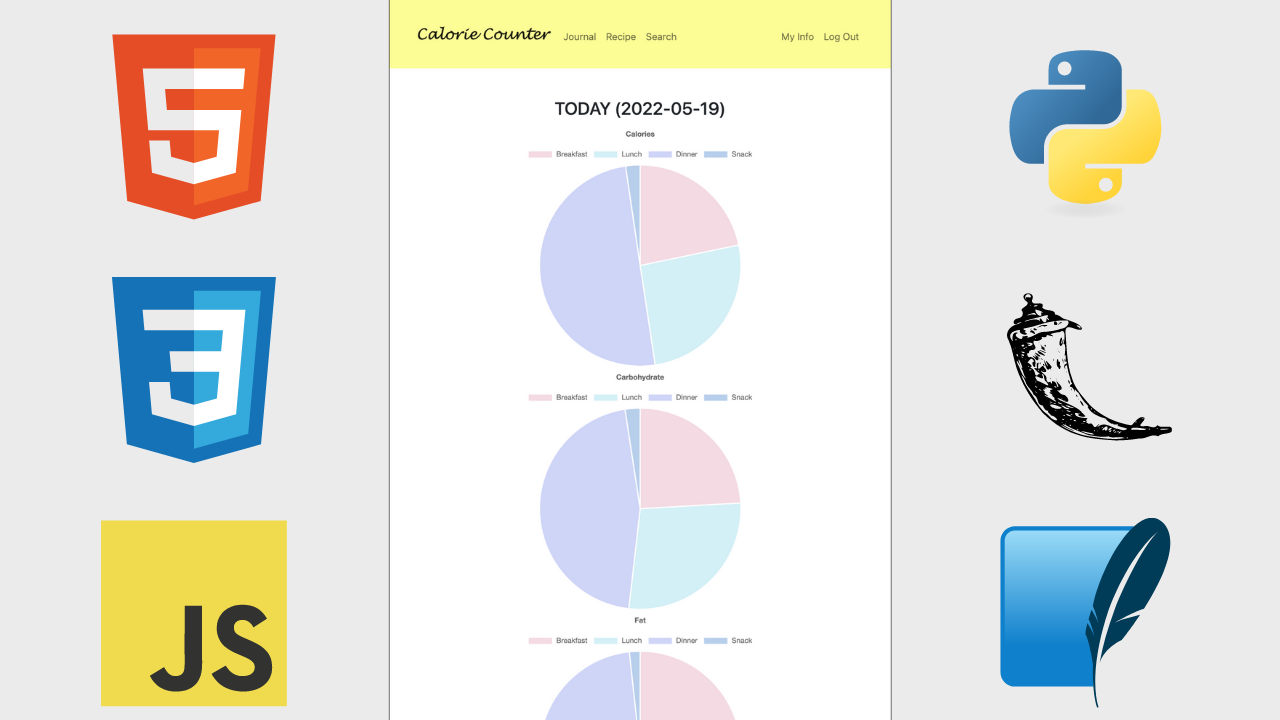 Calorie Counter Journal Recipe Search My Info Log Out
TODAY (2022-05-19)
Calories
Breakfast Lunch Dinner Snack
Carbohydrate
Breakfast Lunch Dinner Snack
Fat
Breakfast Lunch Dinner Snack
5
3
JS